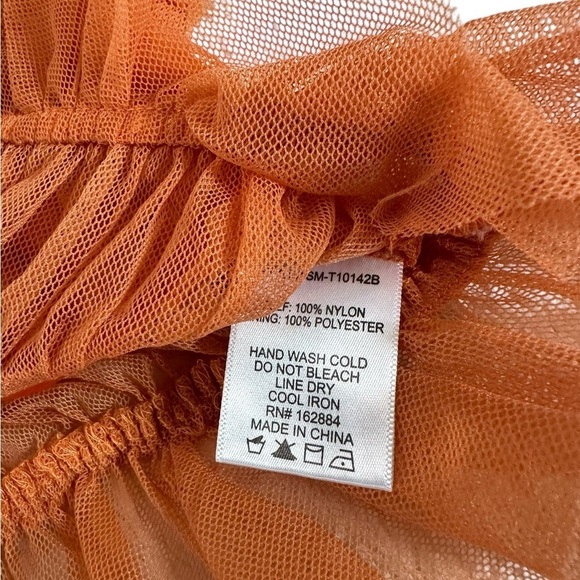 SM-T10142B
LF: 100% NYLON
NING: 100% POLYESTER
HAND WASH COLD
DO NOT BLEACH
LINE DRY
COOL IRON
RN# 162884
MADE IN CHINA